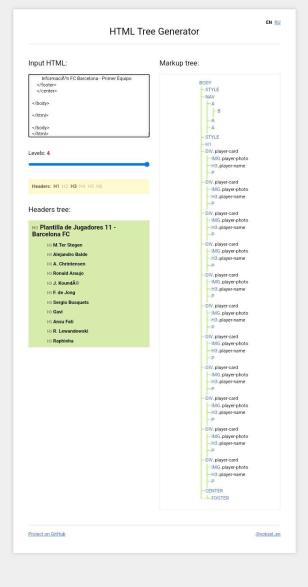 EN RU
HTML Tree Generator
Input HTML:
InformaciÃ³n FC Barcelona - Primer Equipo
</footer>
</center>
</body>
</html>
</body>
</html>
Levels: 4
Headers: H1 H2 H3 H4 H5 H6
Headers tree:
H1 Plantilla de Jugadores 11 -
Barcelona FC
H3 M.Ter Stegen
H3 Alejandro Balde
H3 A. Christensen
H3 Ronald Araujo
H3 J. KoundÃ©
H3 F. de Jong
H3 Sergio Busquets
H3 Gavi
H3 Ansu Fati
H3 R. Lewandowski
H3 Raphinha
Markup tree:
BODY
STYLE
NAV
A
B
A
A
STYLE
H1
DIV.player-card
IMG.player-photo
H3.player-name
P
DIV.player-card
IMG.player-photo
H3.player-name
P
DIV.player-card
IMG.player-photo
H3.player-name
P
DIV.player-card
IMG.player-photo
H3.player-name
P
DIV.player-card
IMG.player-photo
H3.player-name
P
DIV.player-card
IMG.player-photo
H3.player-name
P
DIV.player-card
IMG.player-photo
H3.player-name
P
DIV.player-card
IMG.player-photo
H3.player-name
P
DIV.player-card
IMG.player-photo
H3.player-name
P
DIV.player-card
IMG.player-photo
H3.player-name
P
DIV.player-card
IMG.player-photo
H3.player-name
P
CENTER
FOOTER
Project on GitHub